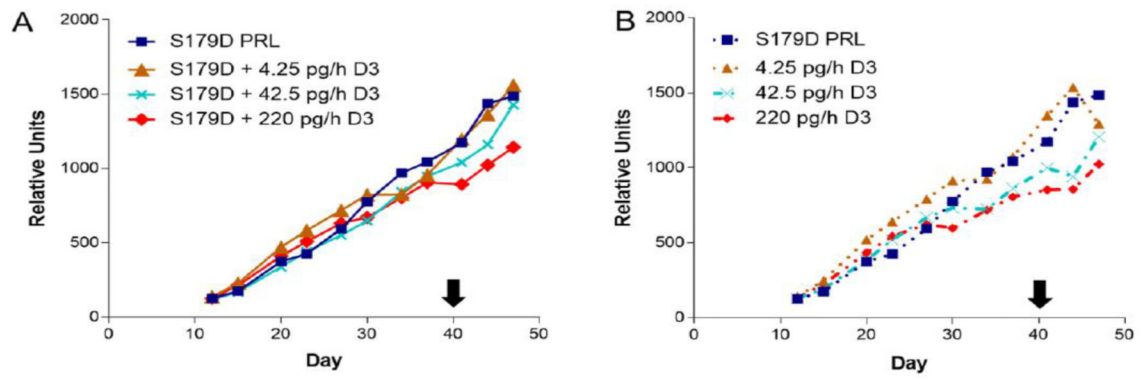 A
Relative Units
2000
1500
1000
500
0
S179D PRL
S179D + 4.25 pg/h D3
S179D + 42.5 pg/h D3
S179D + 220 pg/h D3
0 10 20 30 40 50
Day
B
Relative Units
2000
1500
1000
500
0
S179D PRL
4.25 pg/h D3
42.5 pg/h D3
220 pg/h D3
0 10 20 30 40 50
Day